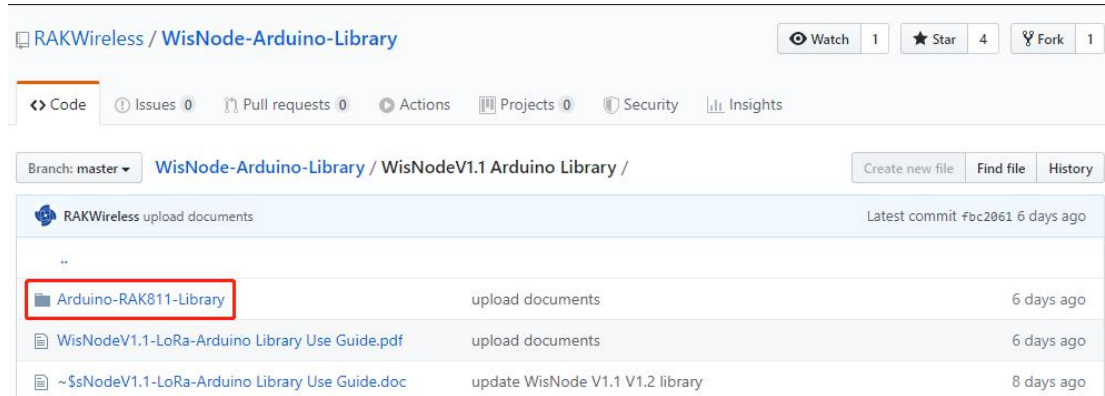 RAKWireless / WisNode-Arduino-Library
Watch 1 Star 4 Fork 1
Code Issues 0 Pull requests 0 Actions Projects 0 Security Insights
Branch: master WisNode-Arduino-Library / WisNodeV1.1 Arduino Library / Create new file Find file History
RAKWireless upload documents Latest commit fbc2061 6 days ago
..
Arduino-RAK811-Library upload documents 6 days ago
WisNodeV1.1-LoRa-Arduino Library Use Guide.pdf upload documents 6 days ago
~$sNodeV1.1-LoRa-Arduino Library Use Guide.doc update WisNode V1.1 V1.2 library 8 days ago